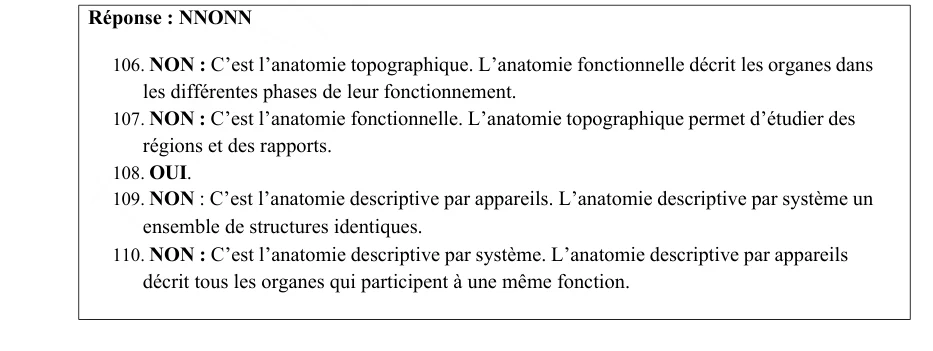 Réponse : NNONN
106. NON : C’est l’anatomie topographique. L’anatomie fonctionnelle décrit les organes dans
les différentes phases de leur fonctionnement.
107. NON : C’est l’anatomie fonctionnelle. L’anatomie topographique permet d’étudier des
régions et des rapports.
108. OUI.
109. NON : C’est l’anatomie descriptive par appareils. L’anatomie descriptive par système un
ensemble de structures identiques.
110. NON : C’est l’anatomie descriptive par système. L’anatomie descriptive par appareils
décrit tous les organes qui participent à une même fonction.